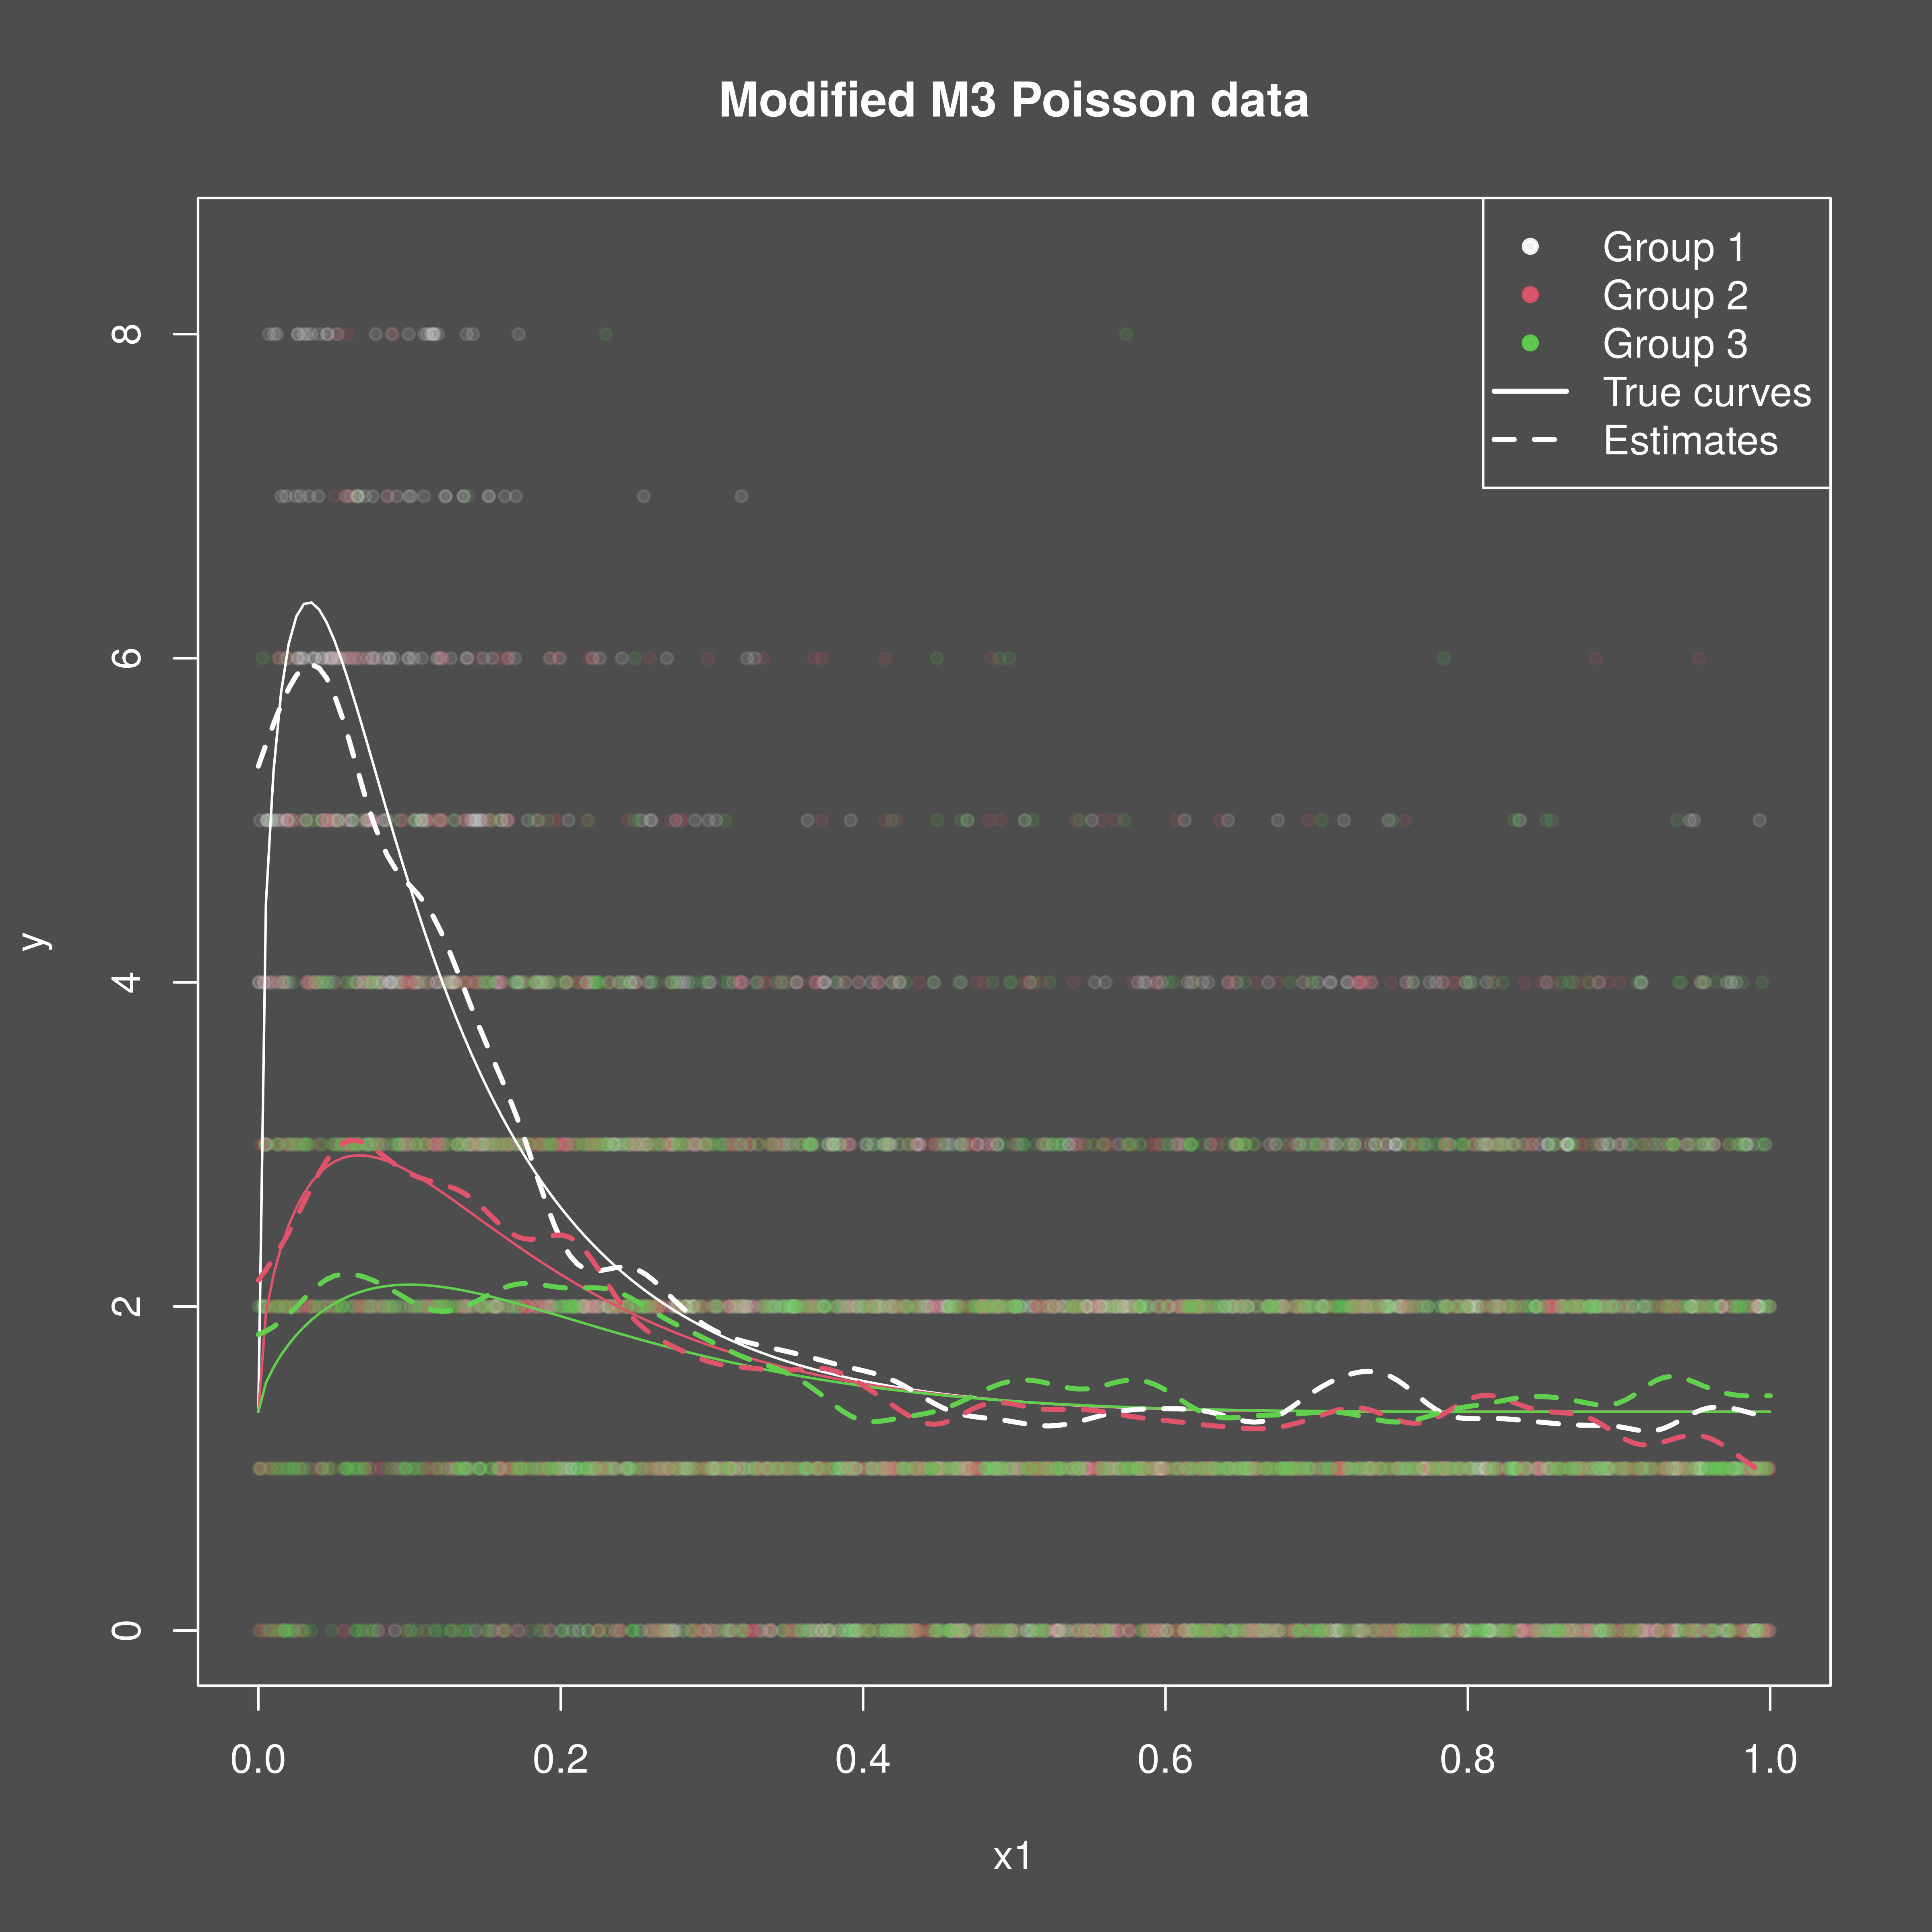 Modified M3 Poisson data
Group 1
Group 2
Group 3
True curves
Estimates
8
6
4
2
0
y
0.0 0.2 0.4 0.6 0.8 1.0
x1